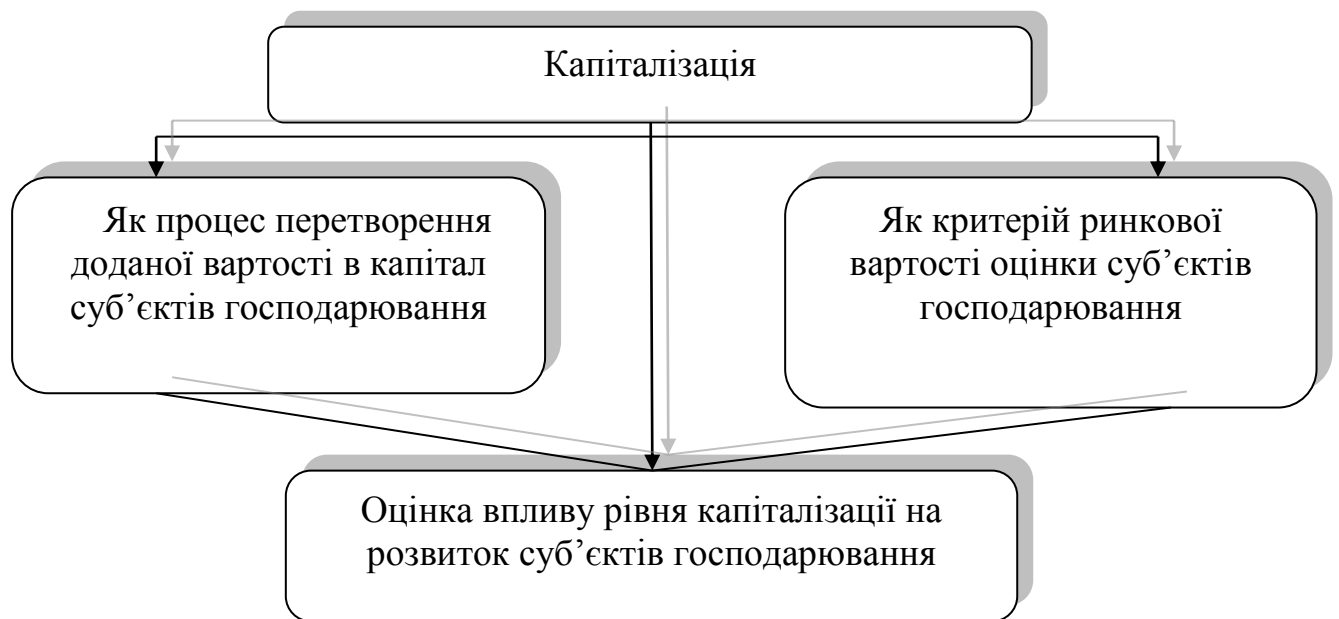 Капіталізація
Як процес перетворення
доданої вартості в капітал
суб’єктів господарювання
Як критерій ринкової
вартості оцінки суб’єктів
господарювання
Оцінка впливу рівня капіталізації на
розвиток суб’єктів господарювання